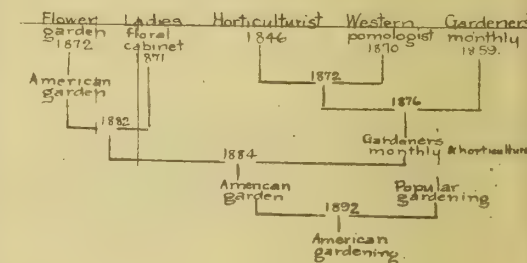 Flower Ladies Horticulturist Western Gardeners
garden floral 1846 pomologist monthly
1872 cabinet 1870 1859.
1871
American 1872
garden 1876
1882 Gardeners
monthly & horticulture
1884
American Popular
garden gardening
1892
American
gardening.